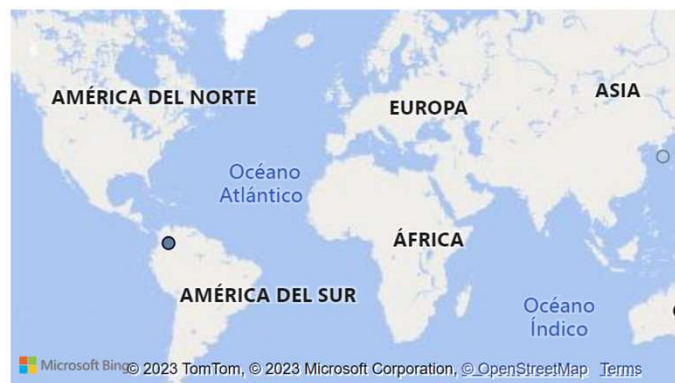 AMÉRICA DEL NORTE
EUROPA
ASIA
Océano
Atlántico
ÁFRICA
AMÉRICA DEL SUR
Océano
Índico
Microsoft Bing © 2023 TomTom, © 2023 Microsoft Corporation, © OpenStreetMap Terms